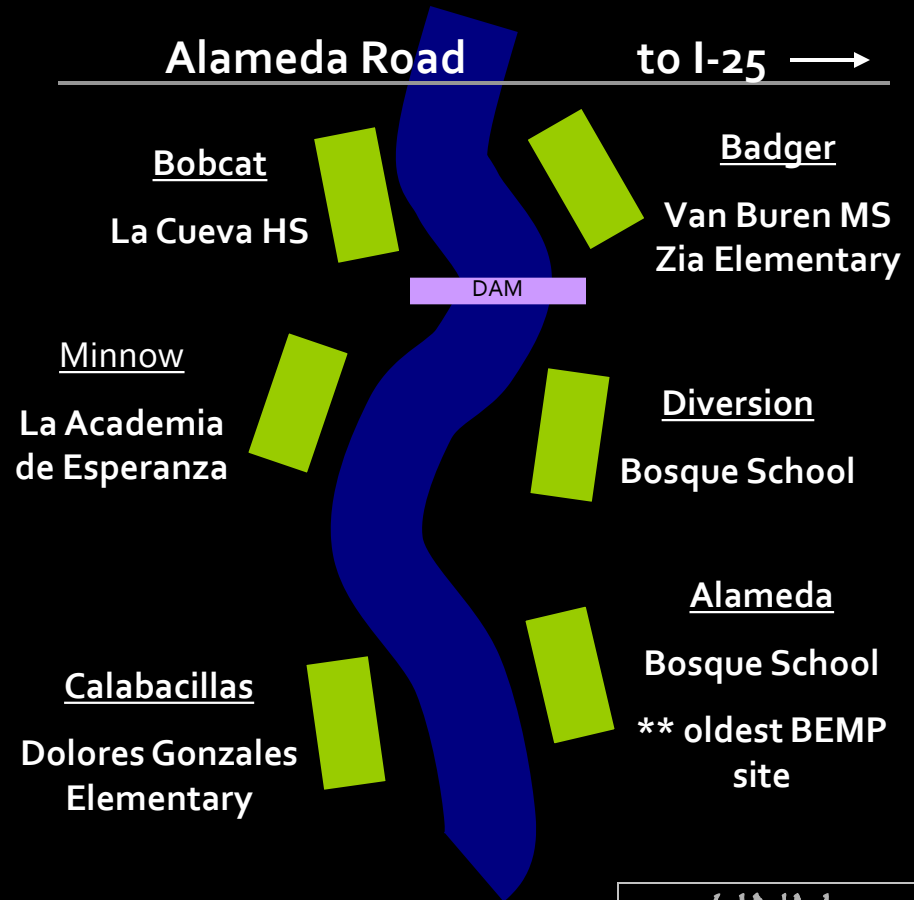 Alameda Road
to I-25
Bobcat
La Cueva HS
Badger
Van Buren MS
Zia Elementary
DAM
Minnow
La Academia
de Esperanza
Diversion
Bosque School
Alameda
Bosque School
** oldest BEMP
site
Calabacillas
Dolores Gonzales
Elementary